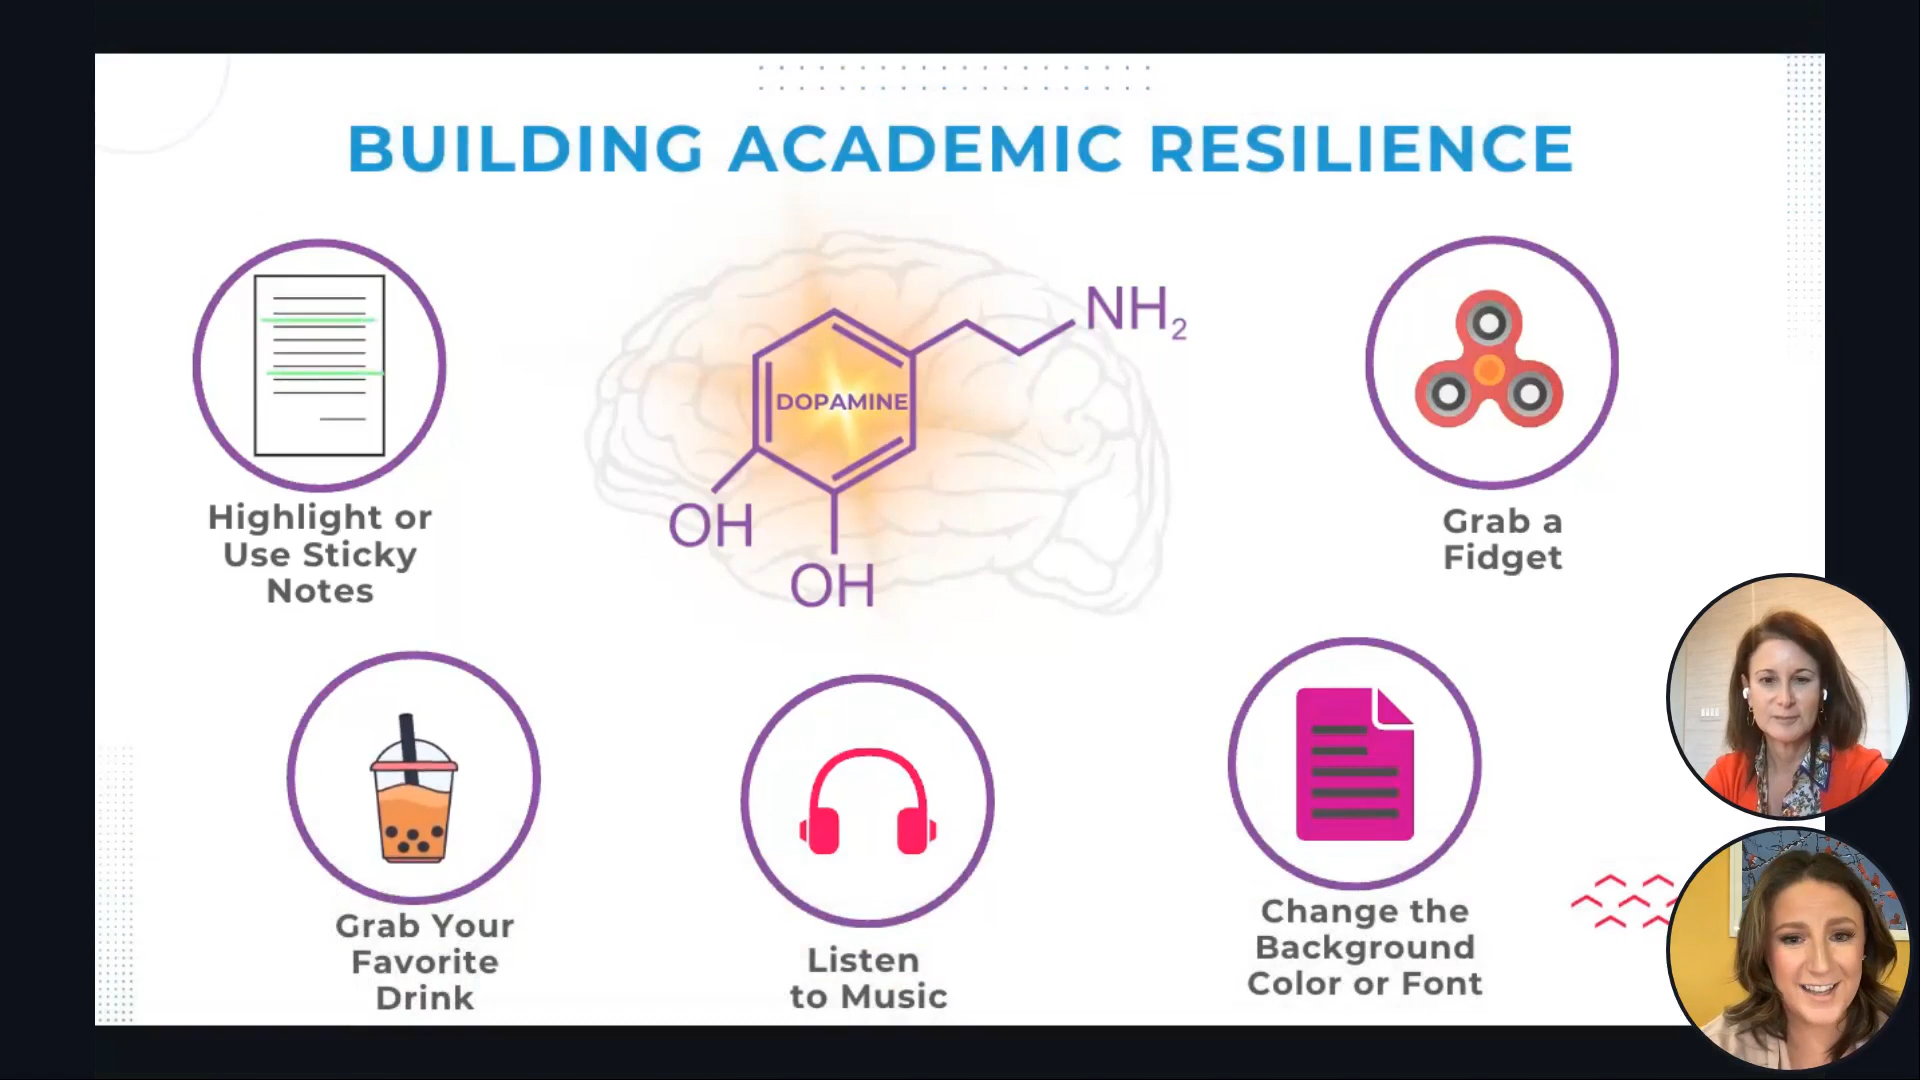 BUILDING ACADEMIC RESILIENCE
NH2
DOPAMINE
OH
OH
Highlight or
Use Sticky
Notes
Grab a
Fidget
Grab Your
Favorite
Drink
Listen
to Music
Change the
Background
Color or Font